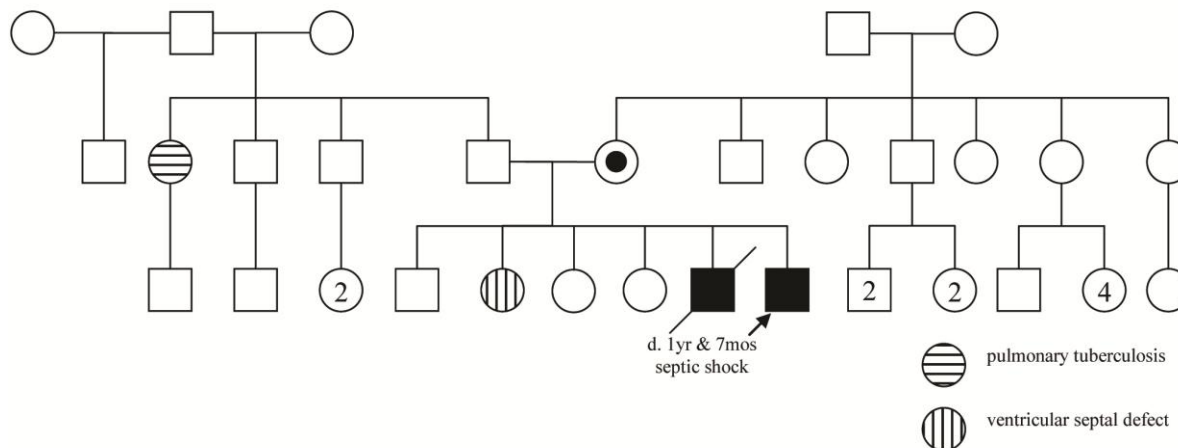 2
2
2
4
d. 1yr & 7mos
septic shock
pulmonary tuberculosis
ventricular septal defect